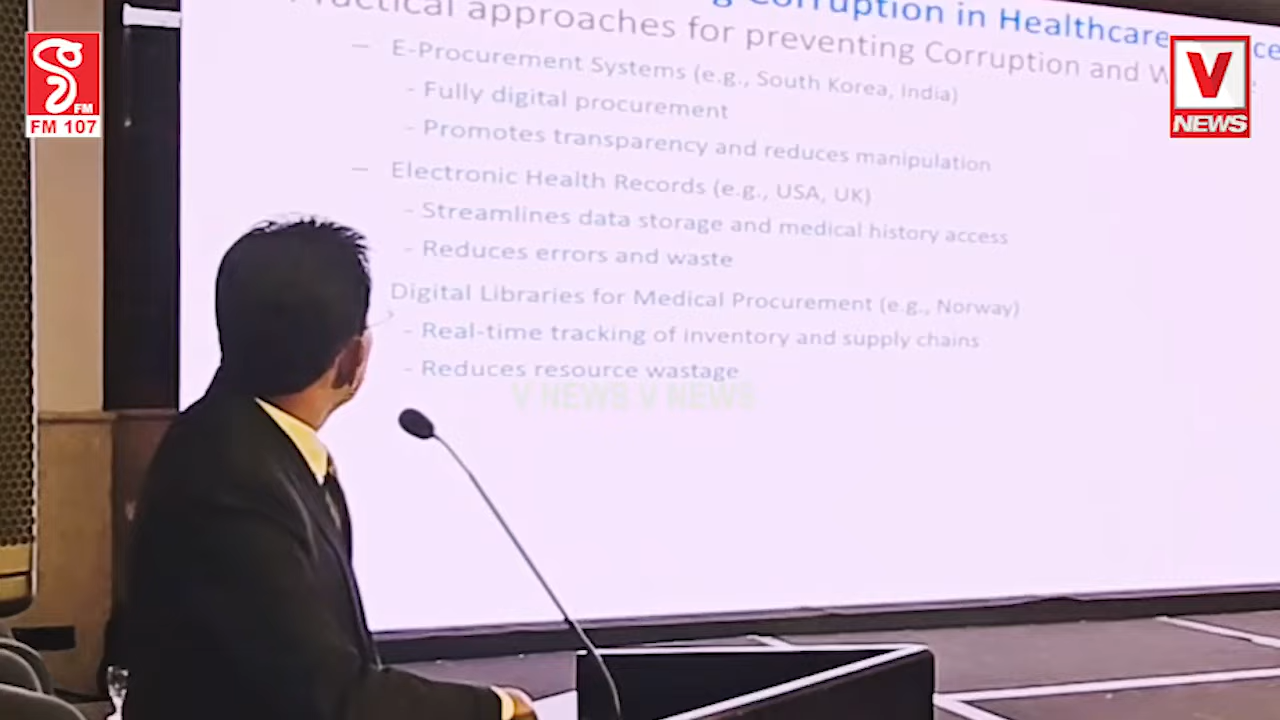 Corruption in Healthcare
Practical approaches for preventing Corruption and
— E-Procurement Systems (e.g., South Korea, India)
- Fully digital procurement
- Promotes transparency and reduces manipulation
— Electronic Health Records (e.g., USA, UK)
- Streamlines data storage and medical history access
- Reduces errors and waste
Digital Libraries for Medical Procurement (e.g., Norway)
- Real-time tracking of inventory and supply chains
- Reduces resource wastage
V NEWS V NEWS
FM
FM 107
V
NEWS